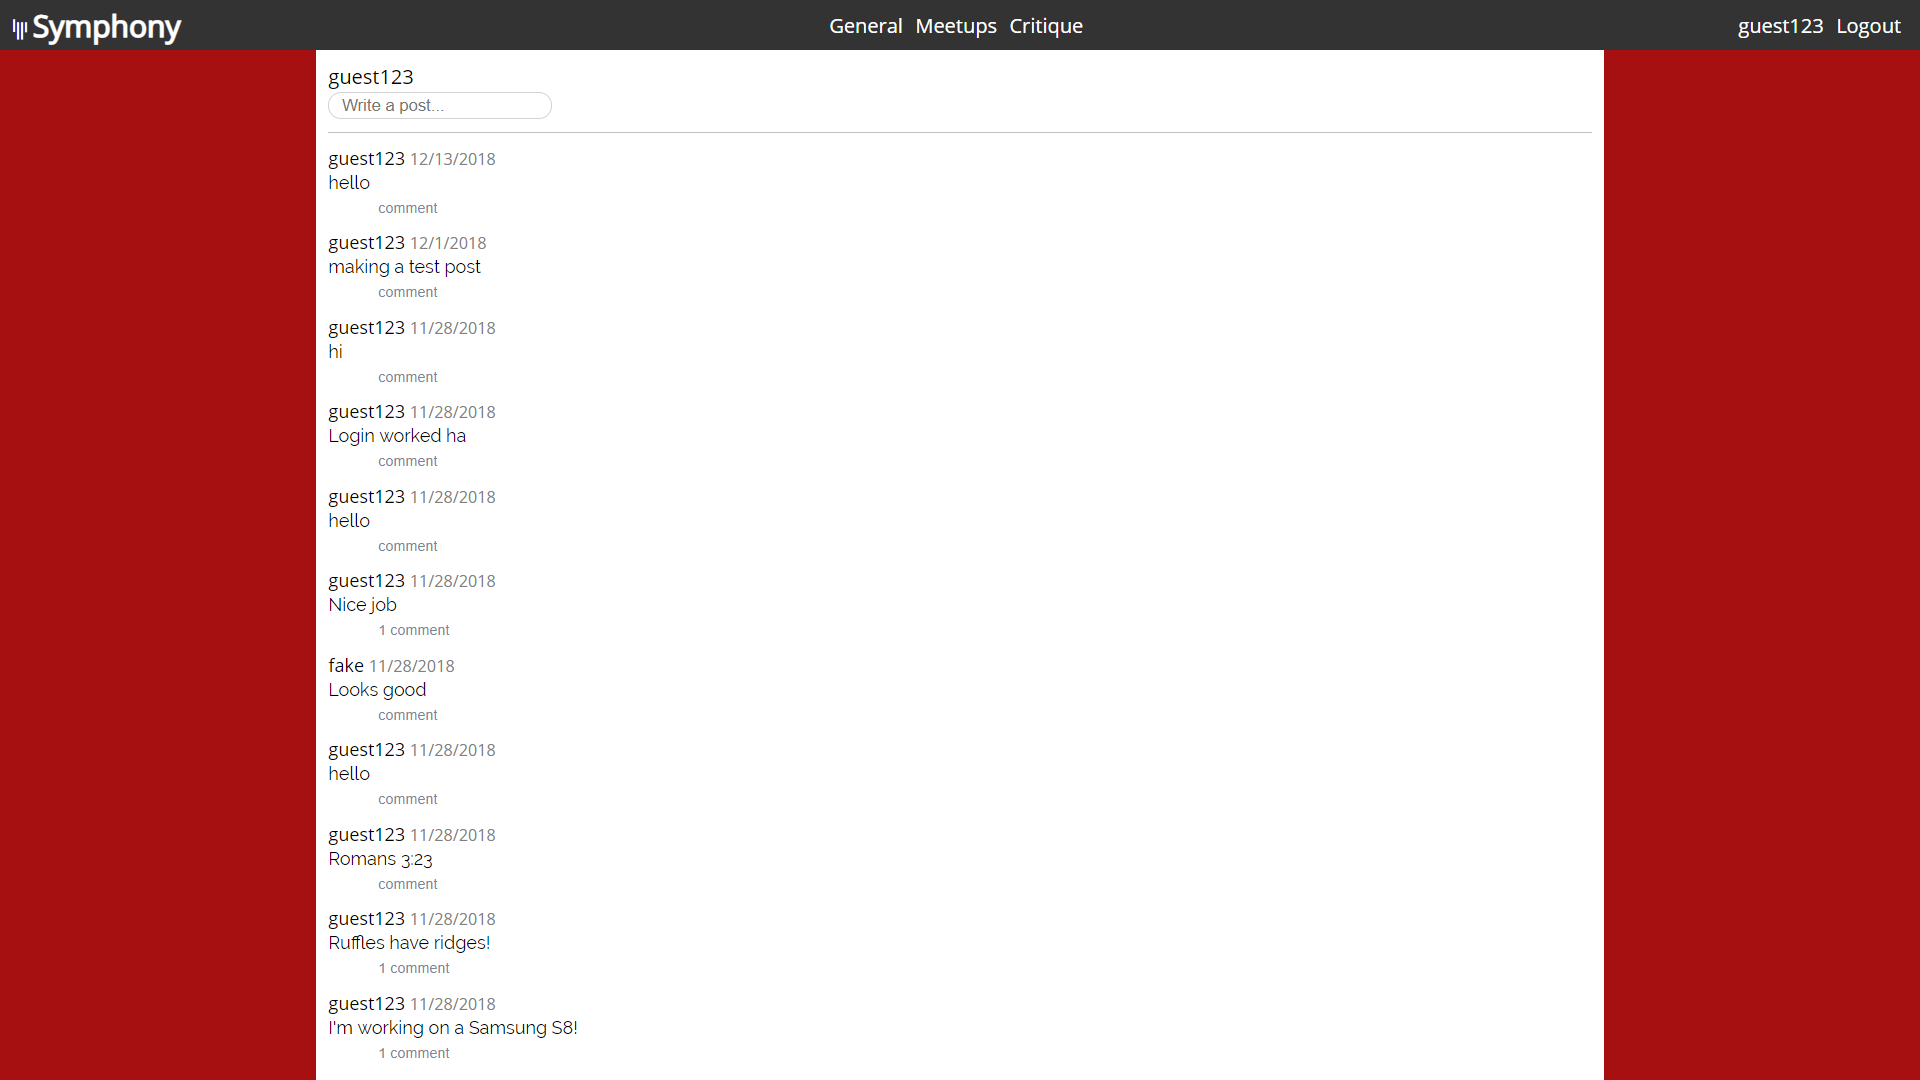 Symphony General Meetups Critique guest123 Logout
guest123
Write a post...
guest123 12/13/2018
hello
comment
guest123 12/1/2018
making a test post
comment
guest123 11/28/2018
hi
comment
guest123 11/28/2018
Login worked ha
comment
guest123 11/28/2018
hello
comment
guest123 11/28/2018
Nice job
1 comment
fake 11/28/2018
Looks good
comment
guest123 11/28/2018
hello
comment
guest123 11/28/2018
Romans 3:23
comment
guest123 11/28/2018
Ruffles have ridges!
1 comment
guest123 11/28/2018
I'm working on a Samsung S8!
1 comment